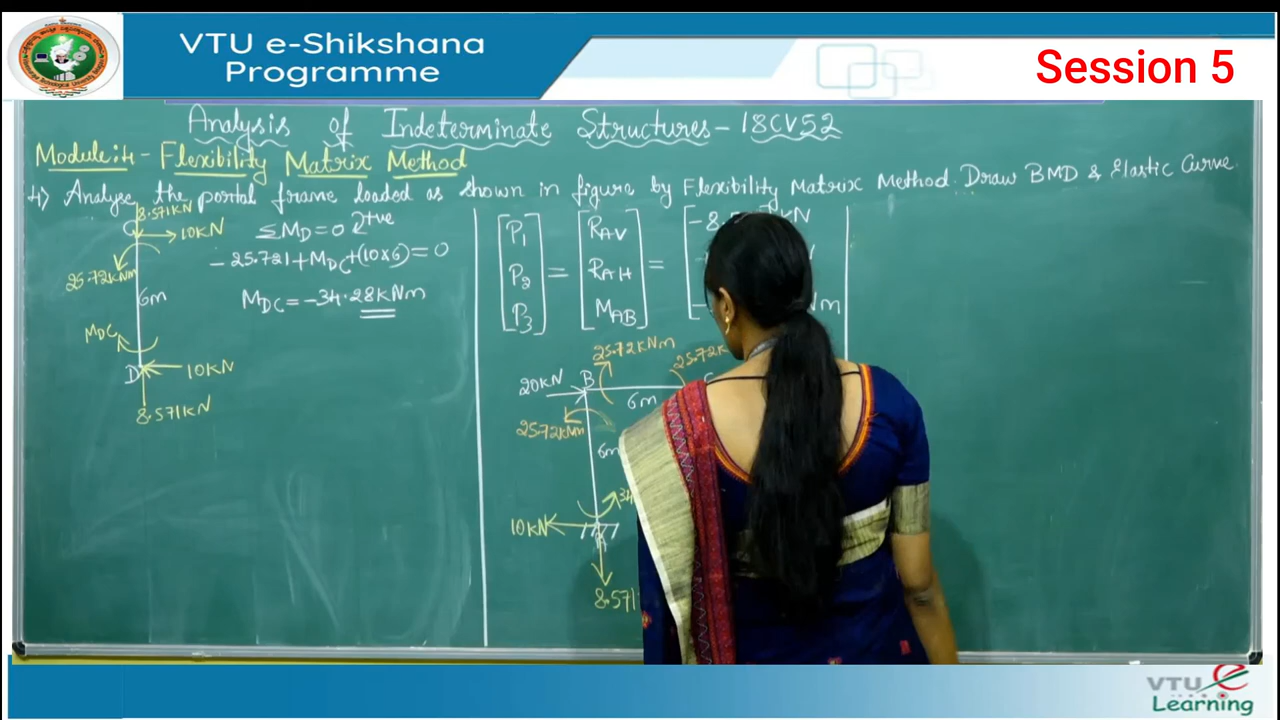 VTU e-Shikshana
Programme
Session 5
Analysis of Indeterminate Structures - 18CV52
Module:4 - Flexibility Matrix Method
4) Analyse the portal frame loaded as shown in figure by Flexibility Matrix Method. Draw BMD & Elastic Curve.
8.571KN
C
10KN
25.72KNm
6m
MDC
D
10KN
8.571KN
ΣMD=0 +ve
-25.721+MDC+(10×6)=0
MDC=-34.28KNm
[P1 P2 P3] = [RAV RAH MAB] =
25.72KNm
20KN
B
6m
25.72KNm
6m
10KN
VTU e
Learning